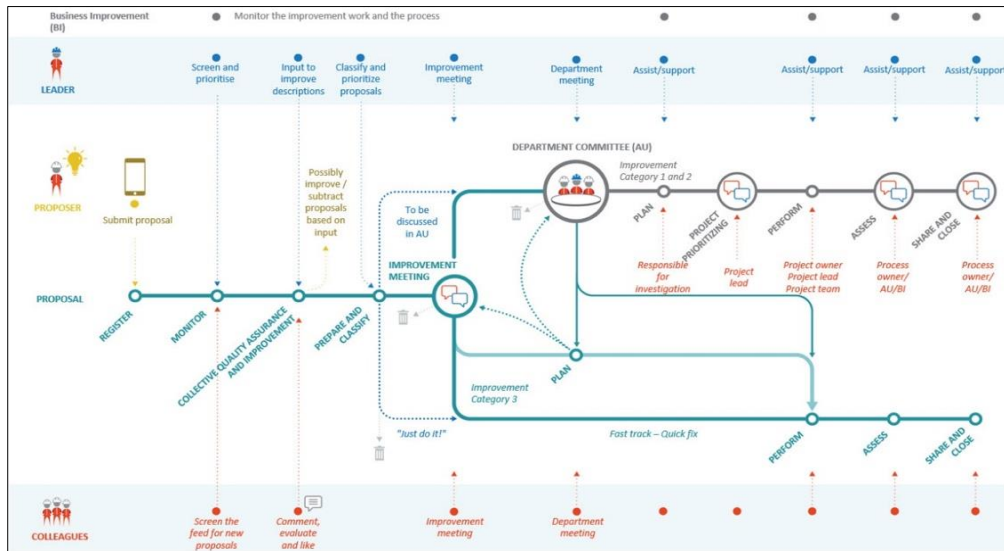 Business Improvement
(BI)
Monitor the improvement work and the process
LEADER
Screen and
prioritise
Input to
improve
descriptions
Classify and
prioritize
proposals
Improvement
meeting
Department
meeting
Assist/support
Assist/support
Assist/support
Assist/support
PROPOSER
Submit proposal
Possibly
improve /
subtract
proposals
based on
input
To be
discussed
in AU
DEPARTMENT COMMITTEE (AU)
Improvement
Category 1 and 2
PLAN
PROJECT
PRIORITIZING
PERFORM
ASSESS
SHARE AND
CLOSE
Responsible
for
investigation
Project
lead
Project owner
Project lead
Project team
Process
owner/
AU/BI
Process
owner/
AU/BI
PROPOSAL
IMPROVEMENT
MEETING
REGISTER
MONITOR
COLLECTIVE QUALITY ASSURANCE
AND IMPROVEMENT
PREPARE AND
CLASSIFY
PLAN
Improvement
Category 3
"Just do it!"
Fast track – Quick fix
PERFORM
ASSESS
SHARE AND
CLOSE
COLLEAGUES
Screen the
feed for new
proposals
Comment,
evaluate
and like
Improvement
meeting
Department
meeting